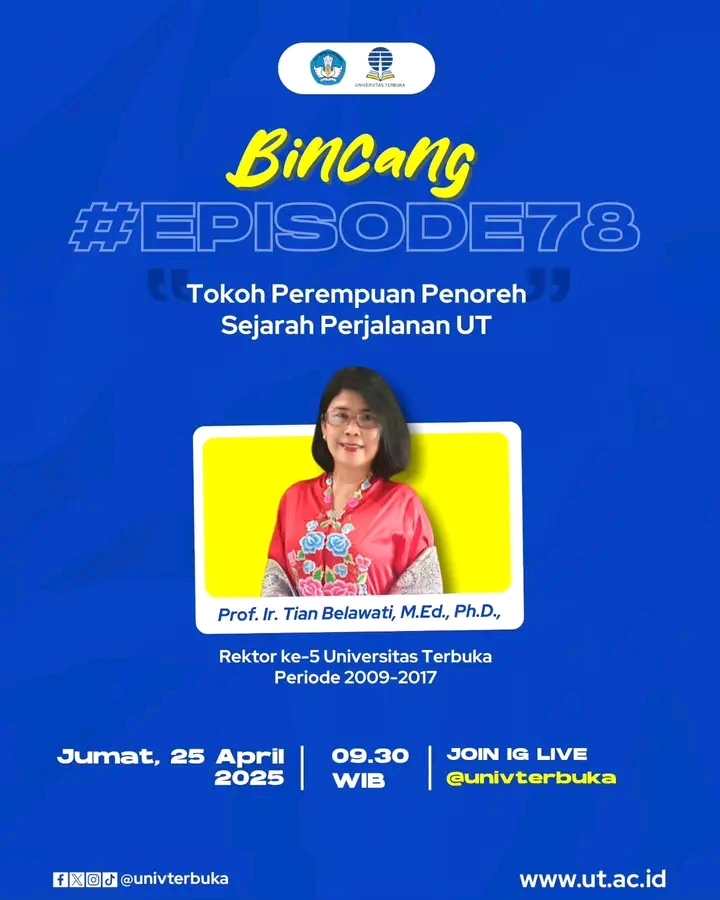 UNIVERSITAS TERBUKA
Bincang
#EPISODE78
"Tokoh Perempuan Penoreh
Sejarah Perjalanan UT"
Prof. Ir. Tian Belawati, M.Ed., Ph.D.,
Rektor ke-5 Universitas Terbuka
Periode 2009-2017
Jumat, 25 April
2025
09.30
WIB
JOIN IG LIVE
@univterbuka
@univterbuka
www.ut.ac.id